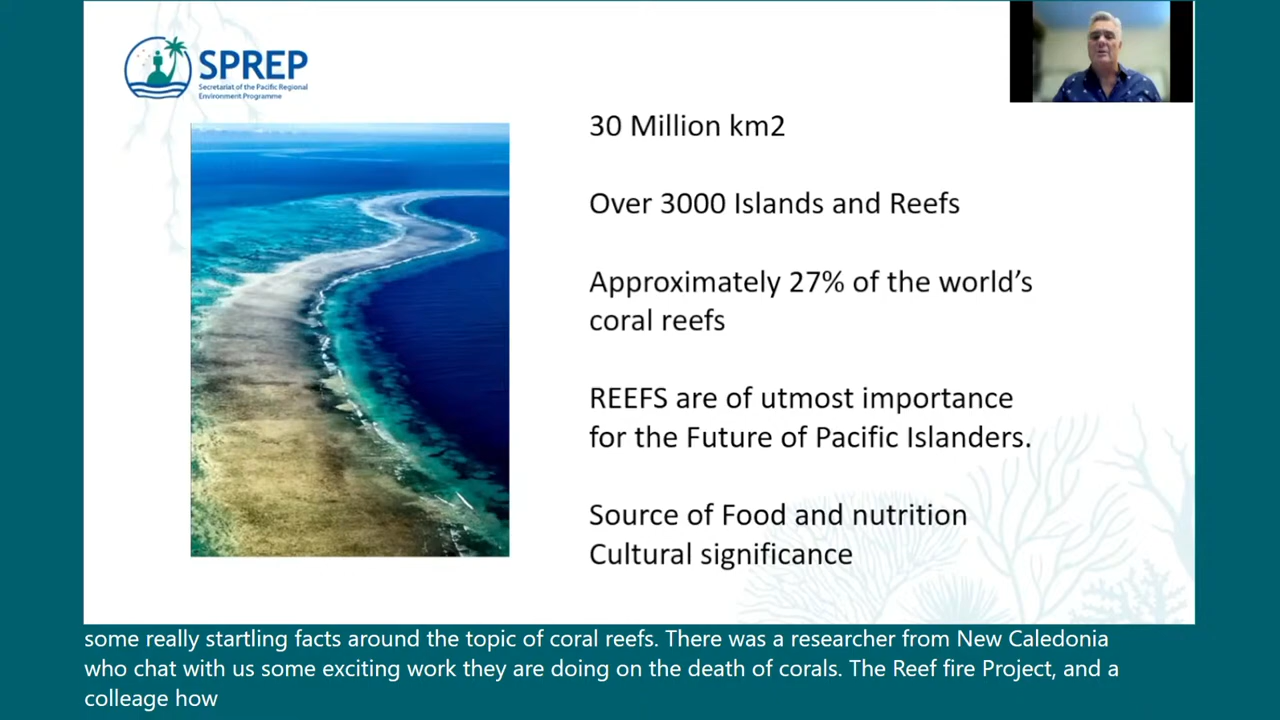 SPREP
Secretariat of the Pacific Regional
Environment Programme
30 Million km2
Over 3000 Islands and Reefs
Approximately 27% of the world's
coral reefs
REEFS are of utmost importance
for the Future of Pacific Islanders.
Source of Food and nutrition
Cultural significance
some really startling facts around the topic of coral reefs. There was a researcher from New Caledonia
who chat with us some exciting work they are doing on the death of corals. The Reef fire Project, and a
colleage how